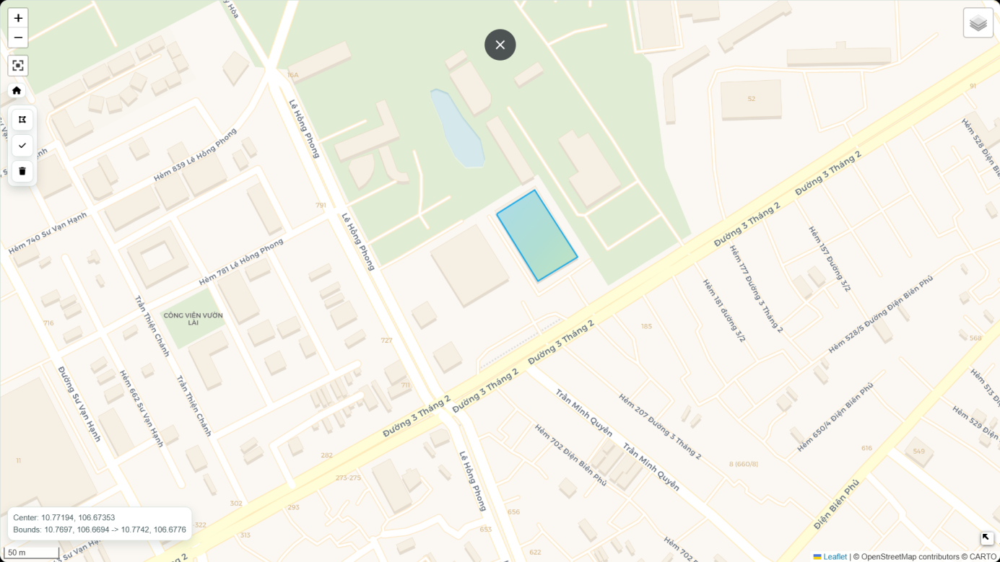 +
−
ỵ Hòa
16A
52
91
Lê Hồng Phong
Hẻm 839 Lê Hồng Phong
Đường 3 Tháng 2
Hẻm 528 Điện Biên
791
Hẻm 740 Sư Vạn Hạnh
Lê Hồng Phong
Đường 3 Tháng 2
Hẻm 781 Lê Hồng Phong
Hẻm 157 Đường 3/2
Hẻm 177 Đường 3 Tháng 2
Hẻm 181 đường 3/2
Hẻm 528/5 Đường Điện Biên Phủ
716
CÔNG VIÊN VƯỜN
LÀI
Trần Thiện Chánh
185
568
727
Đường 3 Tháng 2
Đường Sư Vạn Hạnh
Hẻm 662 Sư Vạn Hạnh
Trần Thiện Chánh
711
Đường 3 Tháng 2
Đường 3 Tháng 2
Trần Minh Quyền
Hẻm 207 Đường 3 Tháng 2
Hẻm 650/4 Điện Biên Phủ
Hẻm 513
Hẻm 529
Hẻm 702 Điện Biên Phủ
Trần Minh Quyền
11
282
273-275
Lê Hồng Phong
8 (660/8)
616
549
302
293
656
Điện Biên Phủ
322
313
653
622
Hẻm 702
Center: 10.77194, 106.67353
Bounds: 10.7697, 106.6694 -> 10.7742, 106.6776
50 m
Leaflet | © OpenStreetMap contributors © CARTO